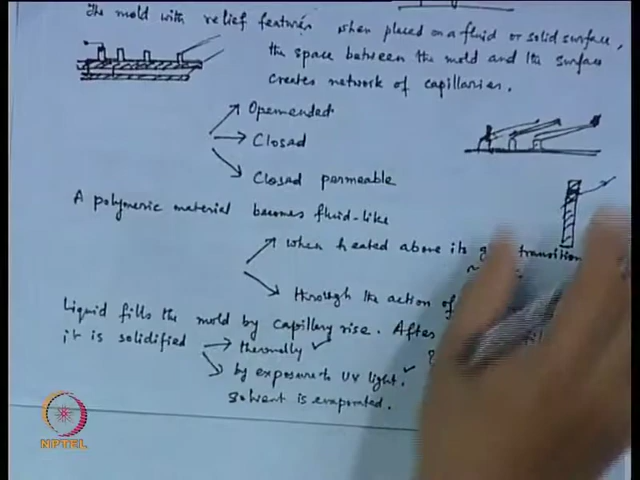 The mold with relief features when placed on a fluid or solid surface,
the space between the mold and the surface
creates network of capillaries.
Openended
Closed
Closed permeable
A polymeric material becomes fluid-like
when heated above its transition
through the action of
Liquid fills the mold by capillary rise. After
it is solidified
thermally
by exposure to UV light.
Solvent is evaporated.
NPTEL